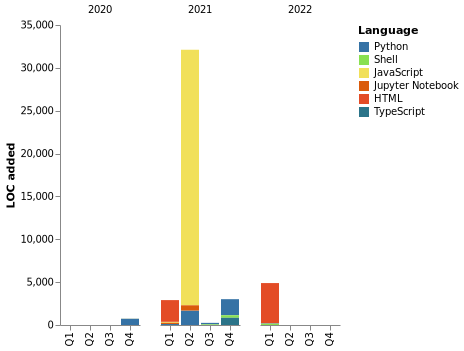 2020 2021 2022
Language
Python
Shell
JavaScript
Jupyter Notebook
HTML
TypeScript
LOC added
35,000
30,000
25,000
20,000
15,000
10,000
5,000
0
Q1 Q2 Q3 Q4 Q1 Q2 Q3 Q4 Q1 Q2 Q3 Q4